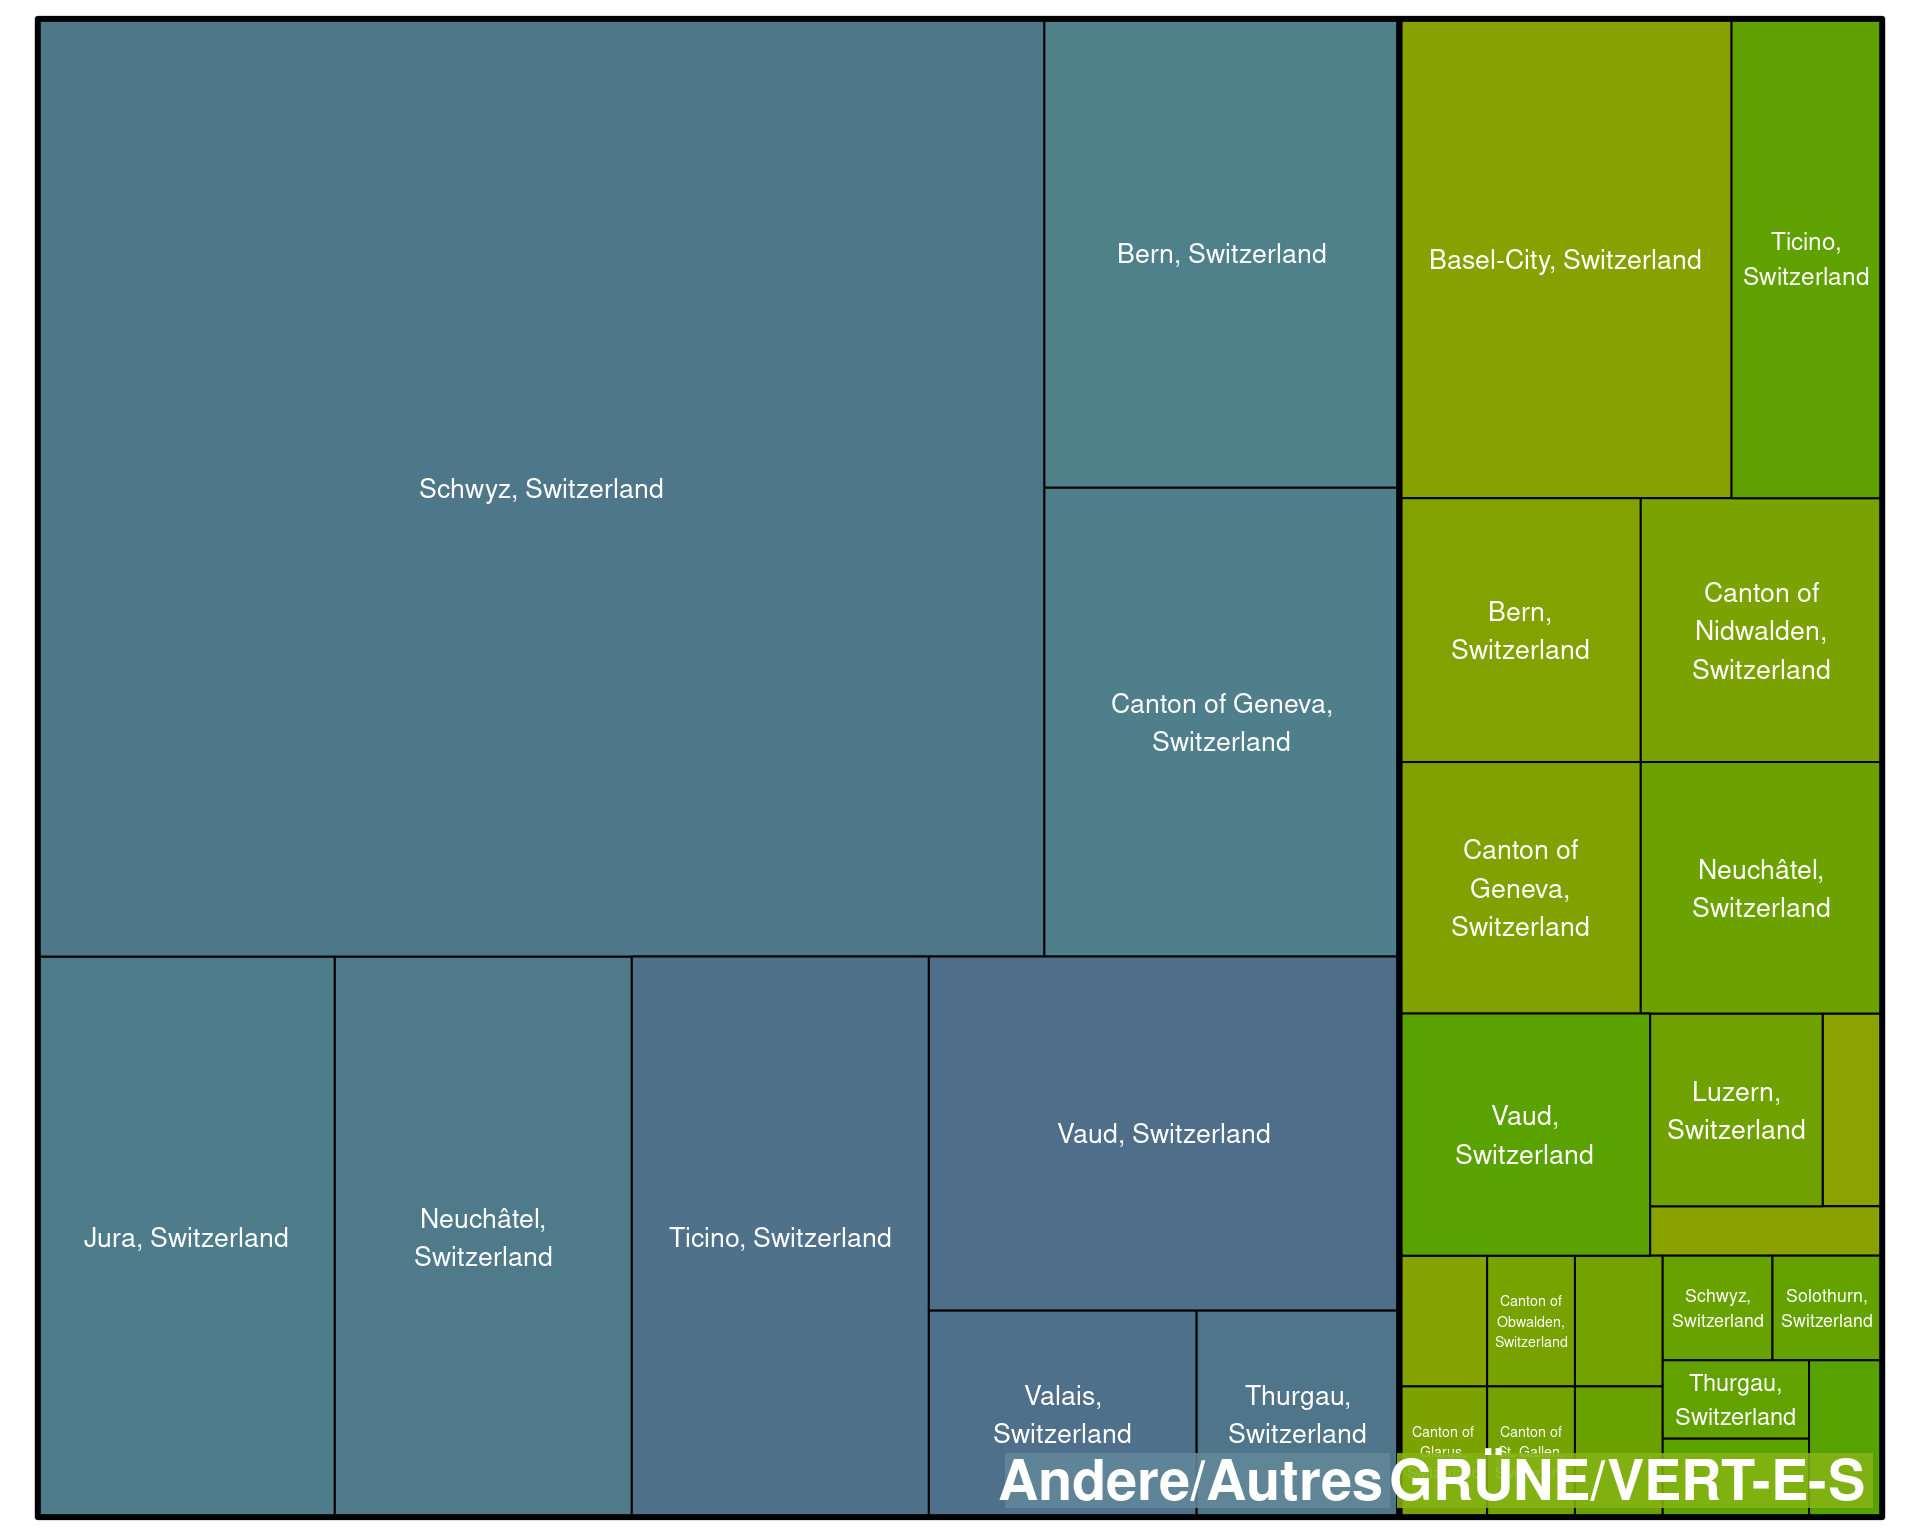 Schwyz, Switzerland
Bern, Switzerland
Canton of Geneva,
Switzerland
Jura, Switzerland
Neuchâtel,
Switzerland
Ticino, Switzerland
Vaud, Switzerland
Valais,
Switzerland
Thurgau,
Switzerland
Basel-City, Switzerland
Ticino,
Switzerland
Bern,
Switzerland
Canton of
Nidwalden,
Switzerland
Canton of
Geneva,
Switzerland
Neuchâtel,
Switzerland
Vaud,
Switzerland
Luzern,
Switzerland
Canton of
Obwalden,
Switzerland
Schwyz,
Switzerland
Solothurn,
Switzerland
Thurgau,
Switzerland
Canton of
Glarus,
Canton of
St. Gallen,
Andere/Autres
GRÜNE/VERT-E-S